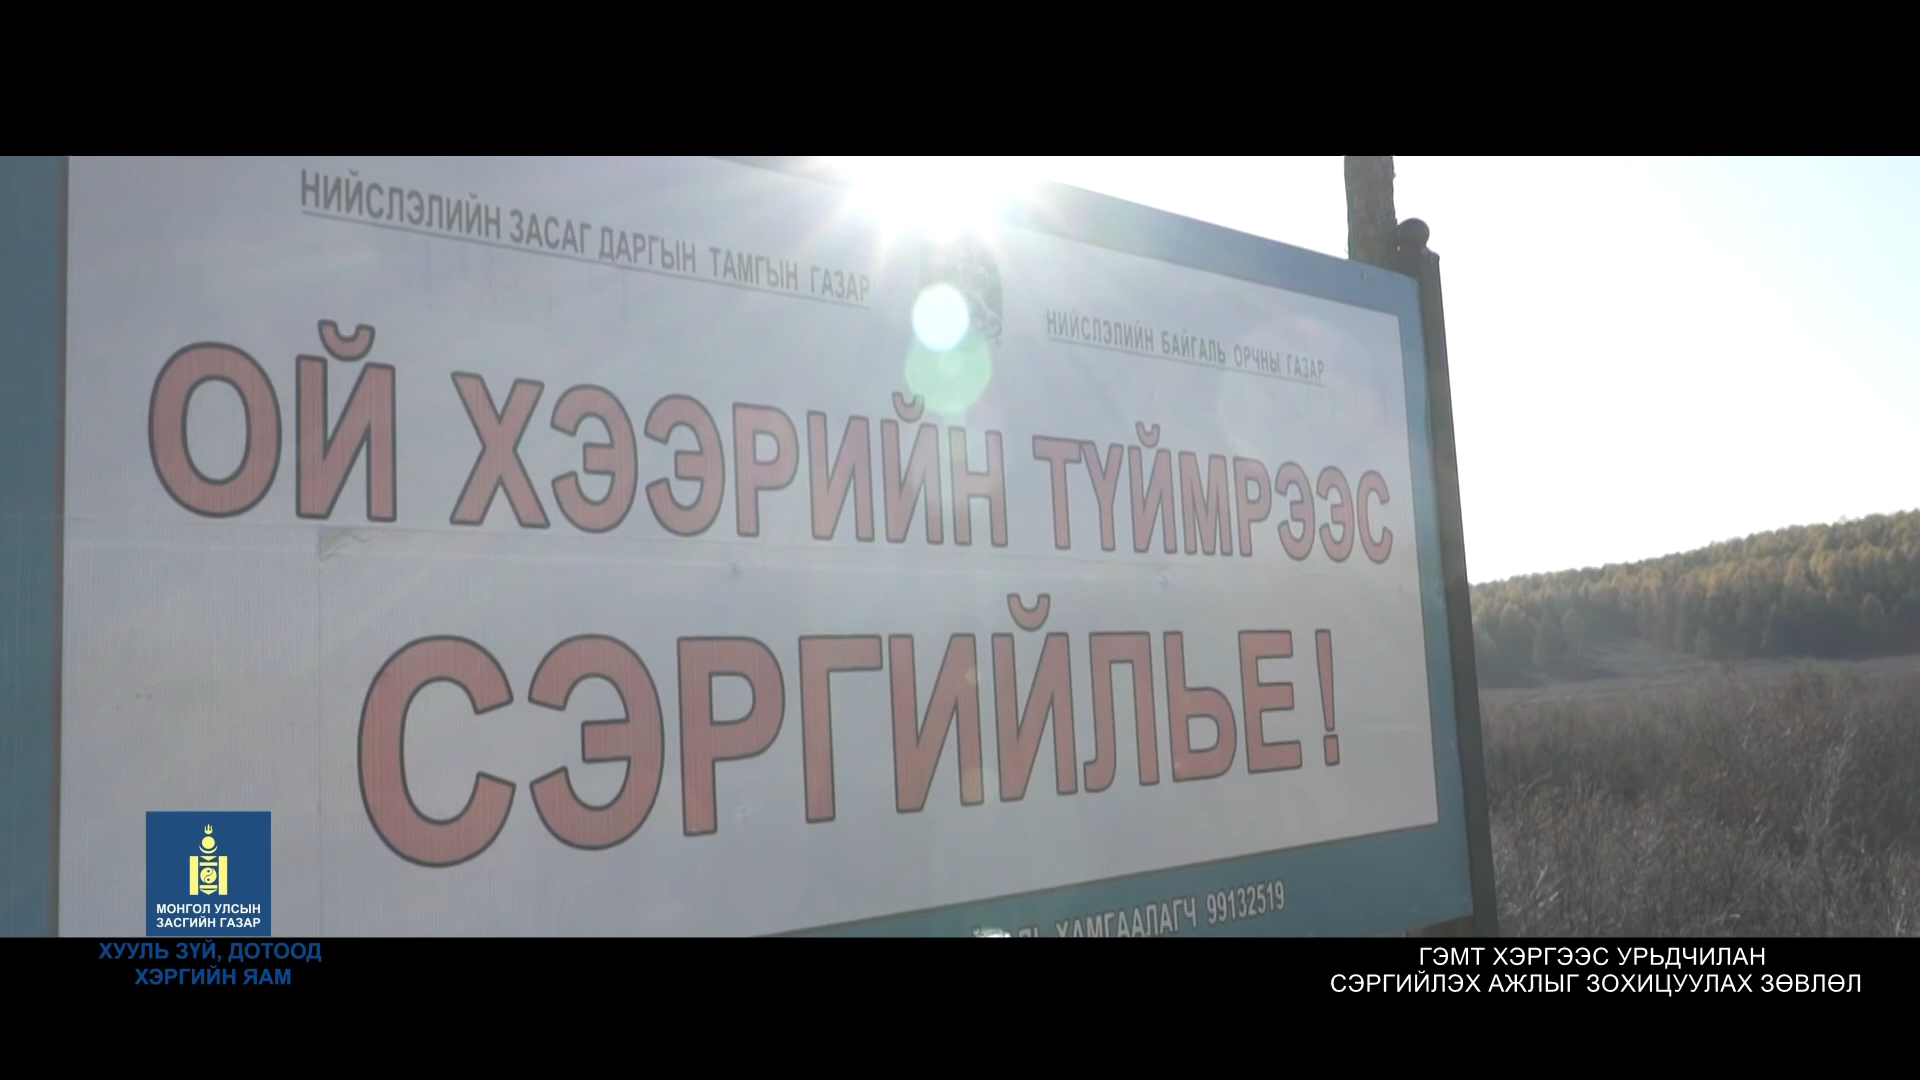 НИЙСЛЭЛИЙН ЗАСАГ ДАРГЫН ТАМГЫН ГАЗАР
НИЙСЛЭЛИЙН БАЙГАЛЬ ОРЧНЫ ГАЗАР
ОЙ ХЭЭРИЙН ТҮЙМРЭЭС
СЭРГИЙЛЬЕ!
ХАМГААЛАГЧ 99132519
МОНГОЛ УЛСЫН
ЗАСГИЙН ГАЗАР
ХУУЛЬ ЗҮЙ, ДОТООД
ХЭРГИЙН ЯАМ
ГЭМТ ХЭРГЭЭС УРЬДЧИЛАН
СЭРГИЙЛЭХ АЖЛЫГ ЗОХИЦУУЛАХ ЗӨВЛӨЛ